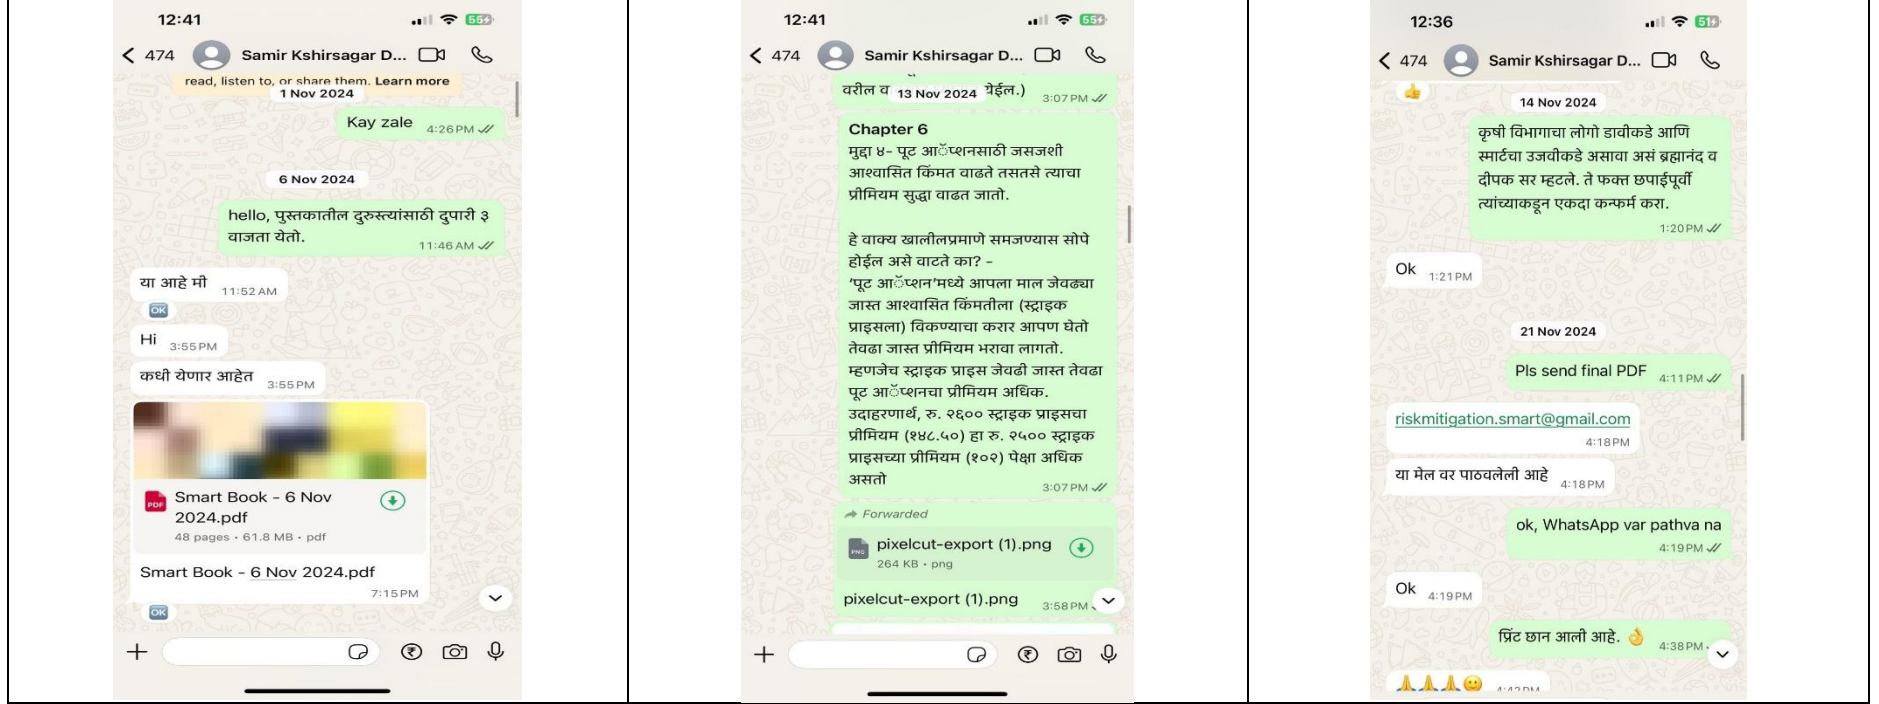 12:41
55
474
Samir Kshirsagar D...
read, listen to, or share them. Learn more
1 Nov 2024
Kay zale
4:26 PM
6 Nov 2024
hello, पुस्तकातील दुरुस्त्यांसाठी दुपारी ३
वाजता येतो.
11:46 AM
या आहे मी
11:52 AM
OK
Hi
3:55 PM
कधी येणार आहेत
3:55 PM
PDF
Smart Book - 6 Nov
2024.pdf
48 pages • 61.8 MB • pdf
Smart Book - 6 Nov 2024.pdf
7:15 PM
OK
12:41
55
474
Samir Kshirsagar D...
वरील व
13 Nov 2024
येईल.)
3:07 PM
Chapter 6
मुद्दा ४- पूट आॅप्शनसाठी जसजशी
आश्वासित किंमत वाढते तसतसे त्याचा
प्रीमियम सुद्धा वाढत जातो.
हे वाक्य खालीलप्रमाणे समजण्यास सोपे
होईल असे वाटते का? -
'पूट आॅप्शन'मध्ये आपला माल जेवढ्या
जास्त आश्वासित किंमतीला (स्ट्राइक
प्राइसला) विकण्याचा करार आपण घेतो
तेवढा जास्त प्रीमियम भरावा लागतो.
म्हणजेच स्ट्राइक प्राइस जेवढी जास्त तेवढा
पूट आॅप्शनचा प्रीमियम अधिक.
उदाहरणार्थ, रु. २६०० स्ट्राइक प्राइसचा
प्रीमियम (१४८.५०) हा रु. २५०० स्ट्राइक
प्राइसच्या प्रीमियम (१०२) पेक्षा अधिक
असतो
3:07 PM
Forwarded
PNG
pixelcut-export (1).png
264 KB • png
pixelcut-export (1).png
3:58 PM
12:36
51
474
Samir Kshirsagar D...
14 Nov 2024
कृषी विभागाचा लोगो डावीकडे आणि
स्मार्टचा उजवीकडे असावा असं ब्रह्मानंद व
दीपक सर म्हटले. ते फक्त छपाईपूर्वी
त्यांच्याकडून एकदा कन्फर्म करा.
1:20 PM
Ok
1:21 PM
21 Nov 2024
Pls send final PDF
4:11 PM
riskmitigation.smart@gmail.com
4:18 PM
या मेल वर पाठवलेली आहे
4:18 PM
ok, WhatsApp var pathva na
4:19 PM
Ok
4:19 PM
प्रिंट छान आली आहे. 👌
4:38 PM
🙏🙏🙏🙂
4:42 PM